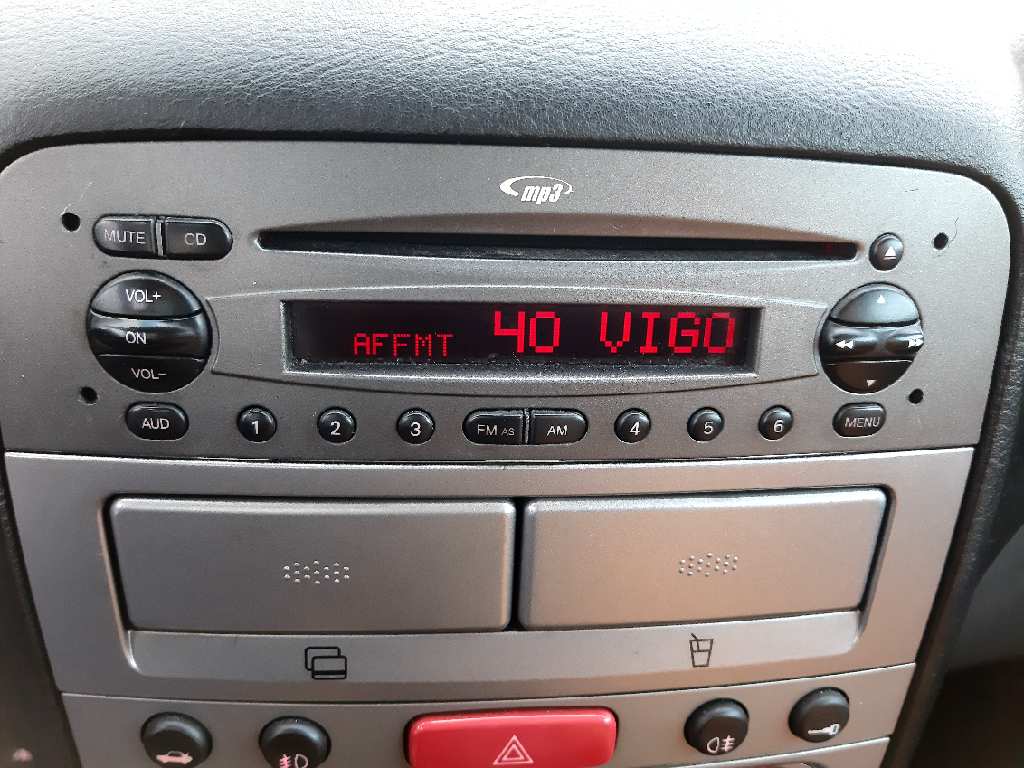 mp3
MUTE CD
VOL+
ON
VOL-
AFFMT 40 VIGO
AUD 1 2 3 FM AS AM 4 5 6 MENU